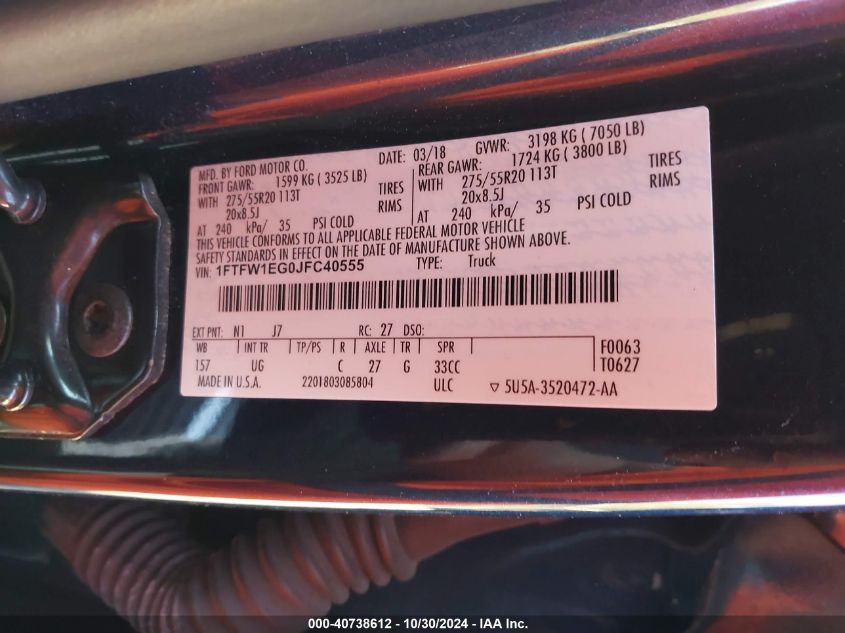 MFD. BY FORD MOTOR CO. DATE: 03/18 GVWR: 3198 KG ( 7050 LB)
FRONT GAWR: 1599 KG ( 3525 LB) REAR GAWR: 1724 KG ( 3800 LB)
WITH 275/55R20 113T TIRES WITH 275/55R20 113T TIRES
20x8.5J RIMS 20x8.5J RIMS
AT 240 kPa/ 35 PSI COLD AT 240 kPa/ 35 PSI COLD
THIS VEHICLE CONFORMS TO ALL APPLICABLE FEDERAL MOTOR VEHICLE
SAFETY STANDARDS IN EFFECT ON THE DATE OF MANUFACTURE SHOWN ABOVE.
VIN: 1FTFW1EG0JFC40555 TYPE: Truck
EXT PNT: N1 J7 RC: 27 DSO:
WB INT TR TP/PS R AXLE TR SPR F0063
157 UG C 27 G 33CC T0627
MADE IN U.S.A. 2201803085804 ULC ▽ 5U5A-3520472-AA
000-40738612 - 10/30/2024 - IAA Inc.